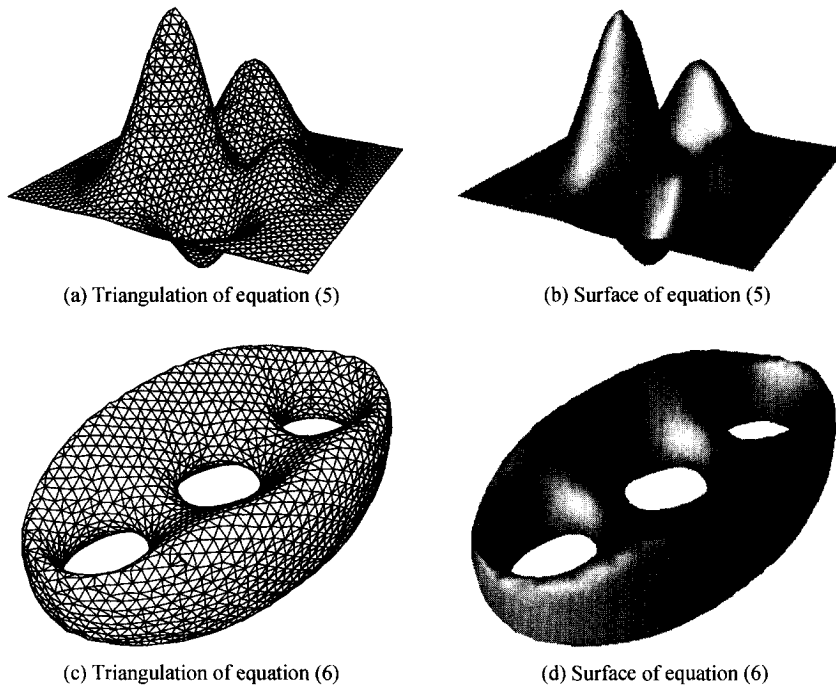 (a) Triangulation of equation (5)
(b) Surface of equation (5)
(c) Triangulation of equation (6)
(d) Surface of equation (6)